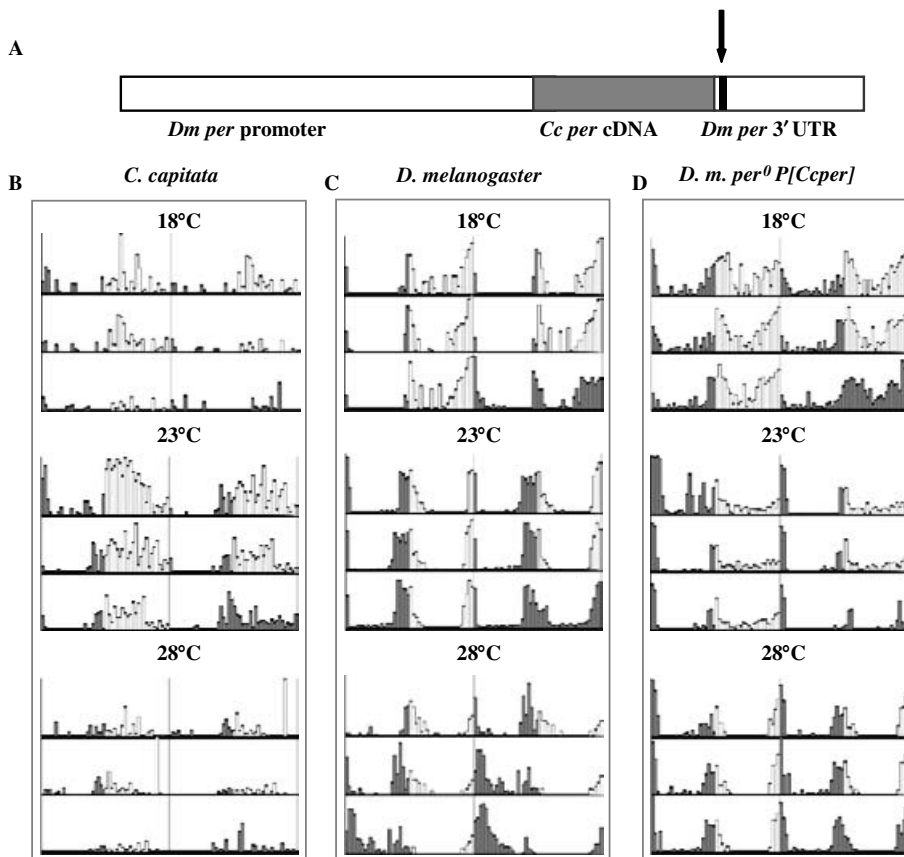 A
Dm per promoter
Cc per cDNA
Dm per 3′ UTR
B
C. capitata
C
D. melanogaster
D
D. m. per⁰ P[Ccper]
18°C
18°C
18°C
23°C
23°C
23°C
28°C
28°C
28°C